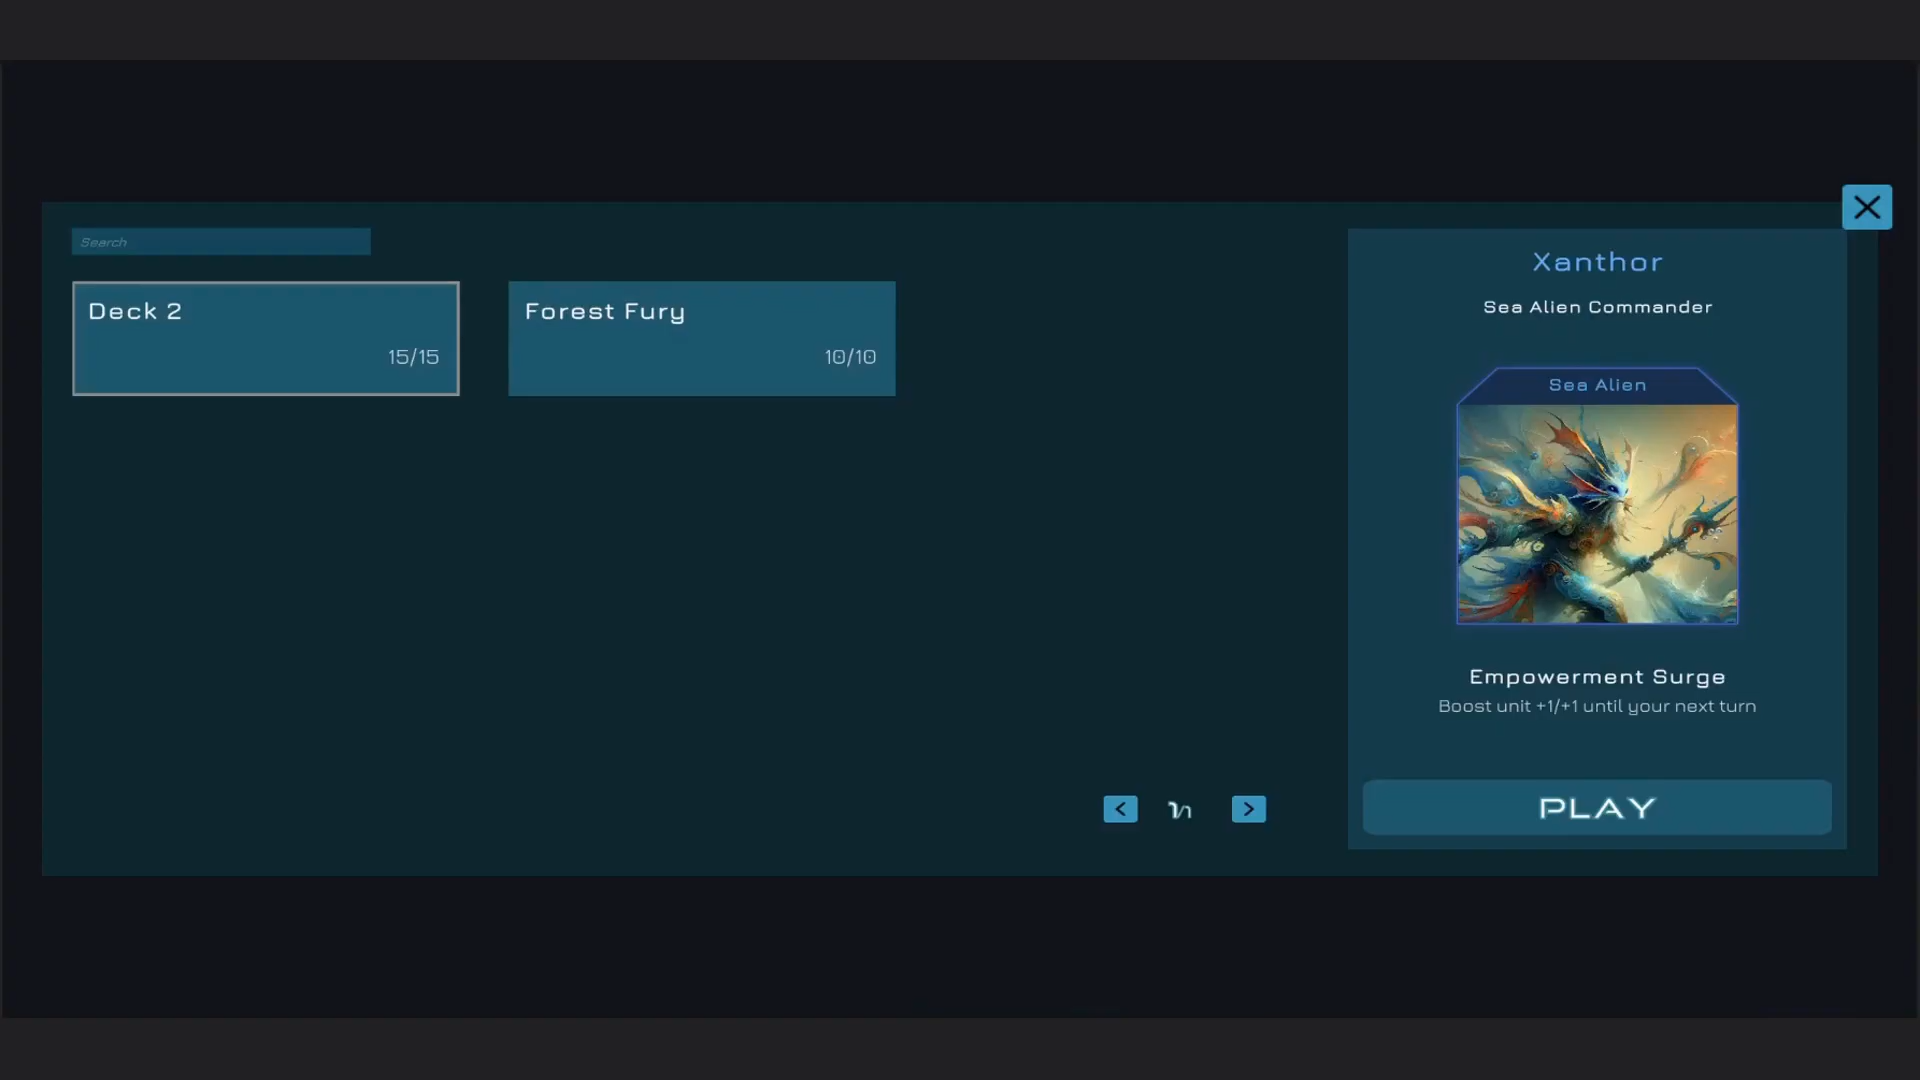 Search
Deck 2
15/15
Forest Fury
10/10
Xanthor
Sea Alien Commander
Sea Alien
Empowerment Surge
Boost unit +1/+1 until your next turn
<
1/1
>
PLAY